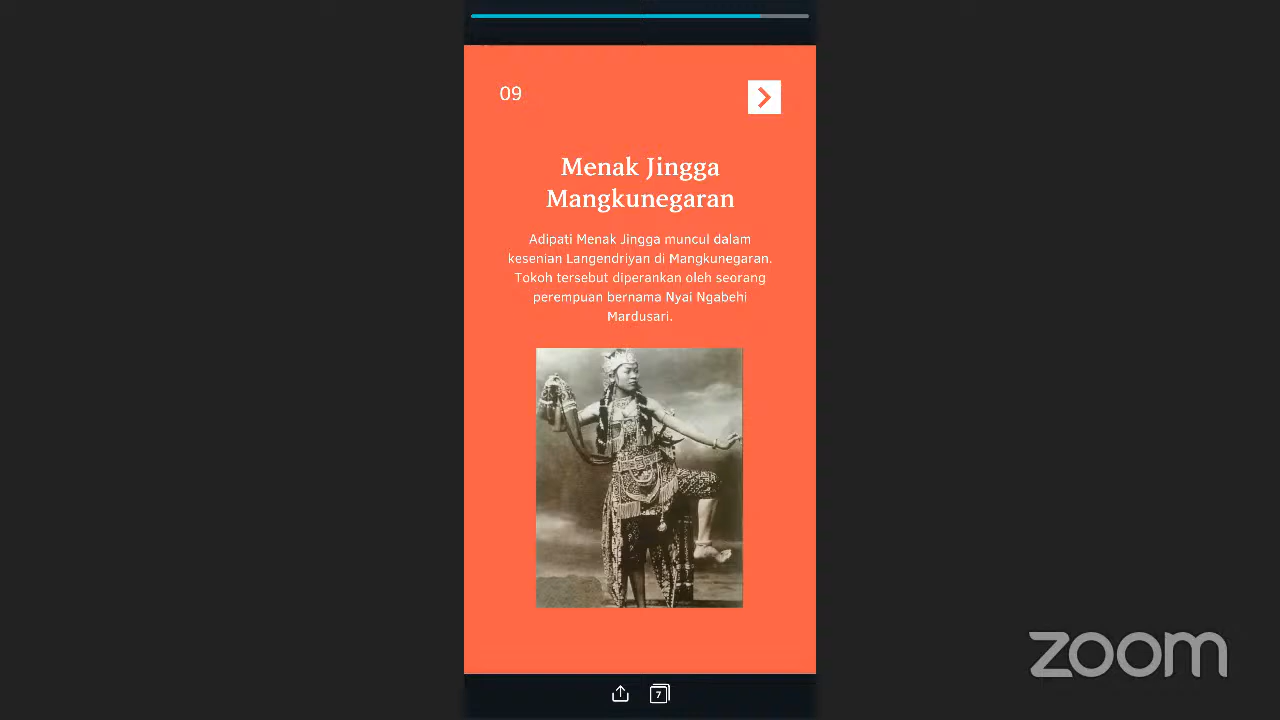 09
Menak Jingga
Mangkunegaran
Adipati Menak Jingga muncul dalam
kesenian Langendriyan di Mangkunegaran.
Tokoh tersebut diperankan oleh seorang
perempuan bernama Nyai Ngabehi
Mardusari.
7
zoom